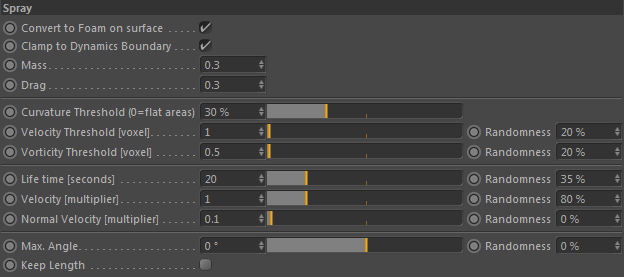 Spray
Convert to Foam on surface . . . . .
Clamp to Dynamics Boundary . . . .
Mass . . . . . . . . . . . . . . . . . . . . . 0.3
Drag . . . . . . . . . . . . . . . . . . . . . 0.3
Curvature Threshold (0=flat areas) 30 %
Velocity Threshold [voxel] . . . . . . . 1 Randomness 20 %
Vorticity Threshold [voxel] . . . . . . . 0.5 Randomness 20 %
Life time [seconds] . . . . . . . . . . . . 20 Randomness 35 %
Velocity [multiplier] . . . . . . . . . . . . 1 Randomness 80 %
Normal Velocity [multiplier] . . . . . . 0.1 Randomness 0 %
Max. Angle . . . . . . . . . . . . . . . . . 0 ° Randomness 0 %
Keep Length . . . . . . . . . . . . . . . .